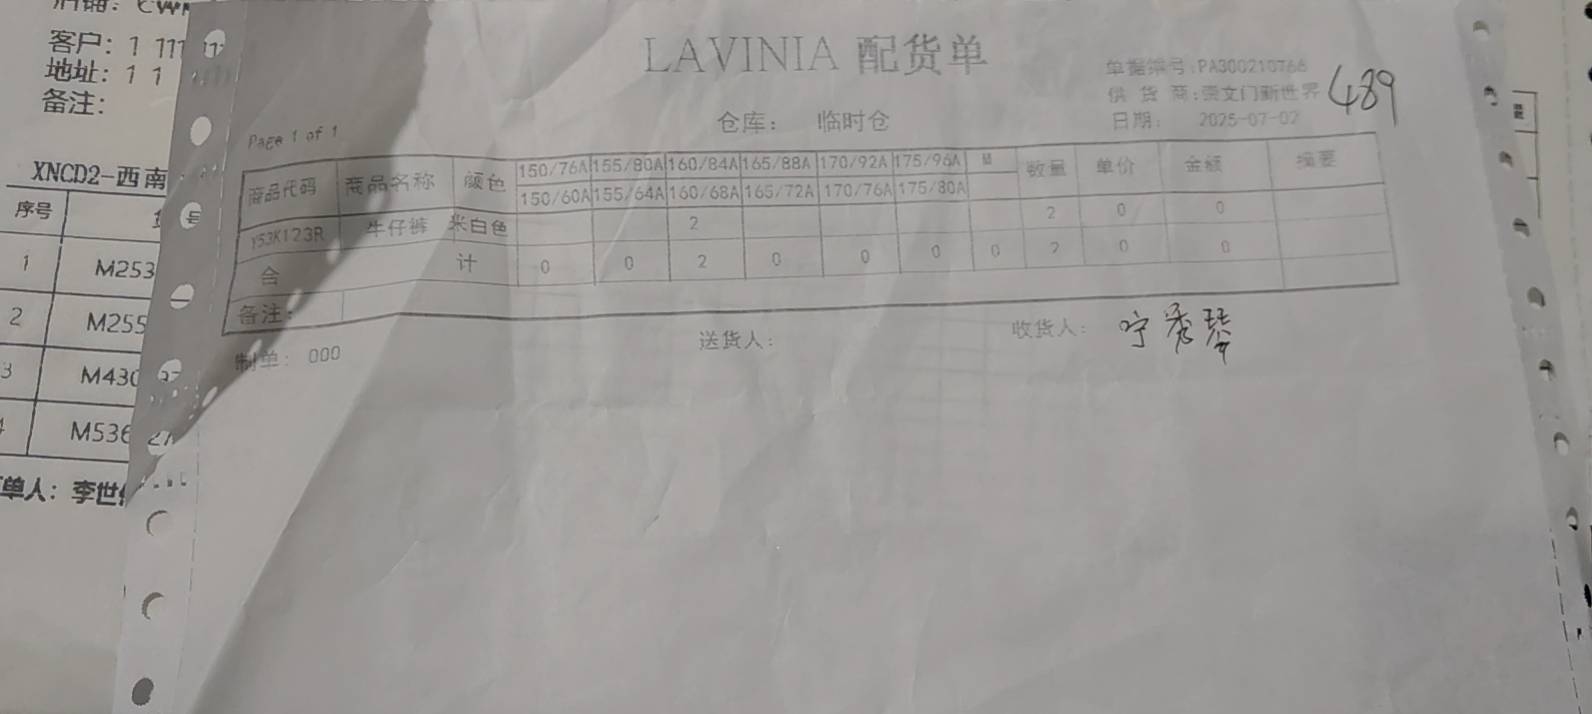 客户：1 111
地址：1 1
备注：
XNCD2-西南
序号
1 M253
2 M255
3 M430
M536
单人：李世
LAVINIA 配货单
单据编号：PA300210766
供 货 商：崇文门新世界 489
仓库： 临时仓
日期： 2025-07-02
Page 1 of 1
商品代码 商品名称 颜色 150/76A 155/80A 160/84A 165/88A 170/92A 175/96A M 数量 单价 金额 摘要
150/60A 155/64A 160/68A 165/72A 170/76A 175/80A
Y53K123R 牛仔裤 米白色 2 2 0 0
合 计 0 0 2 0 0 0 0 2 0 0
备注：
制单： 000 送货人： 收货人： 宁秀琴